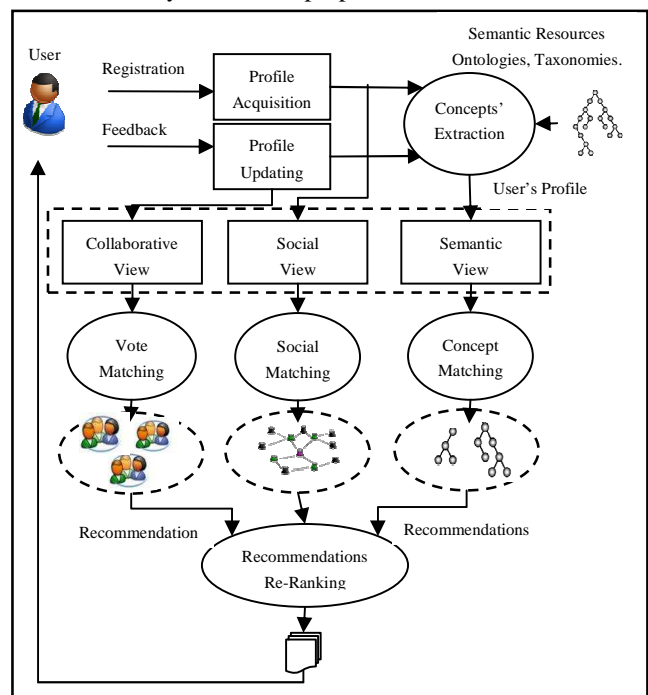 Semantic Resources
Ontologies, Taxonomies.
User
Registration
Profile
Acquisition
Concepts'
Extraction
Feedback
Profile
Updating
User's Profile
Collaborative
View
Social
View
Semantic
View
Vote
Matching
Social
Matching
Concept
Matching
Recommendation
Recommendations
Recommendations
Re-Ranking